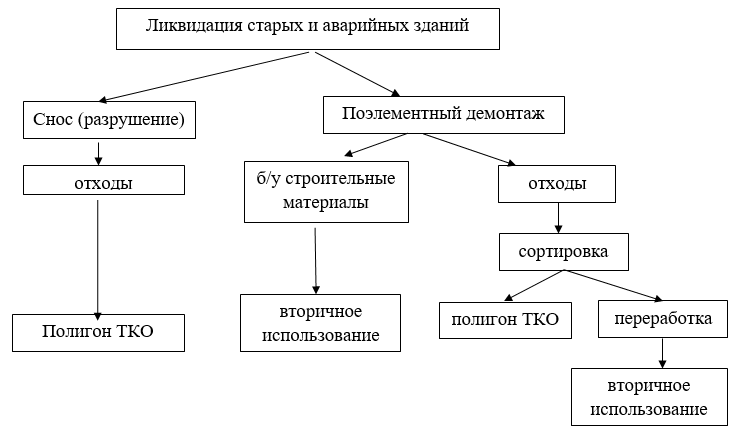 Ликвидация старых и аварийных зданий
Снос (разрушение)
Поэлементный демонтаж
отходы
б/у строительные
материалы
отходы
сортировка
Полигон ТКО
вторичное
использование
полигон ТКО
переработка
вторичное
использование